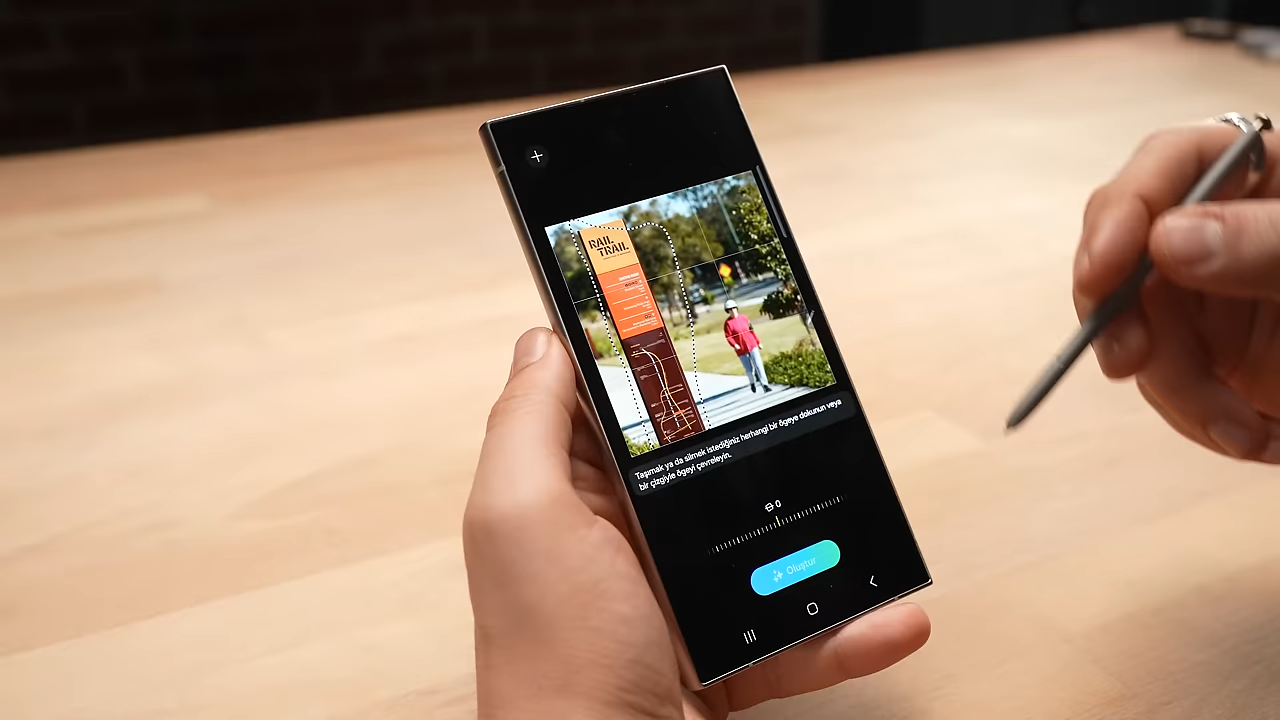 RAIL
TRAIL
Taşımak ya da silmek istediğiniz herhangi bir öğeye dokunun veya
bir çizgiyle öğeyi çevreleyin.
0
Oluştur